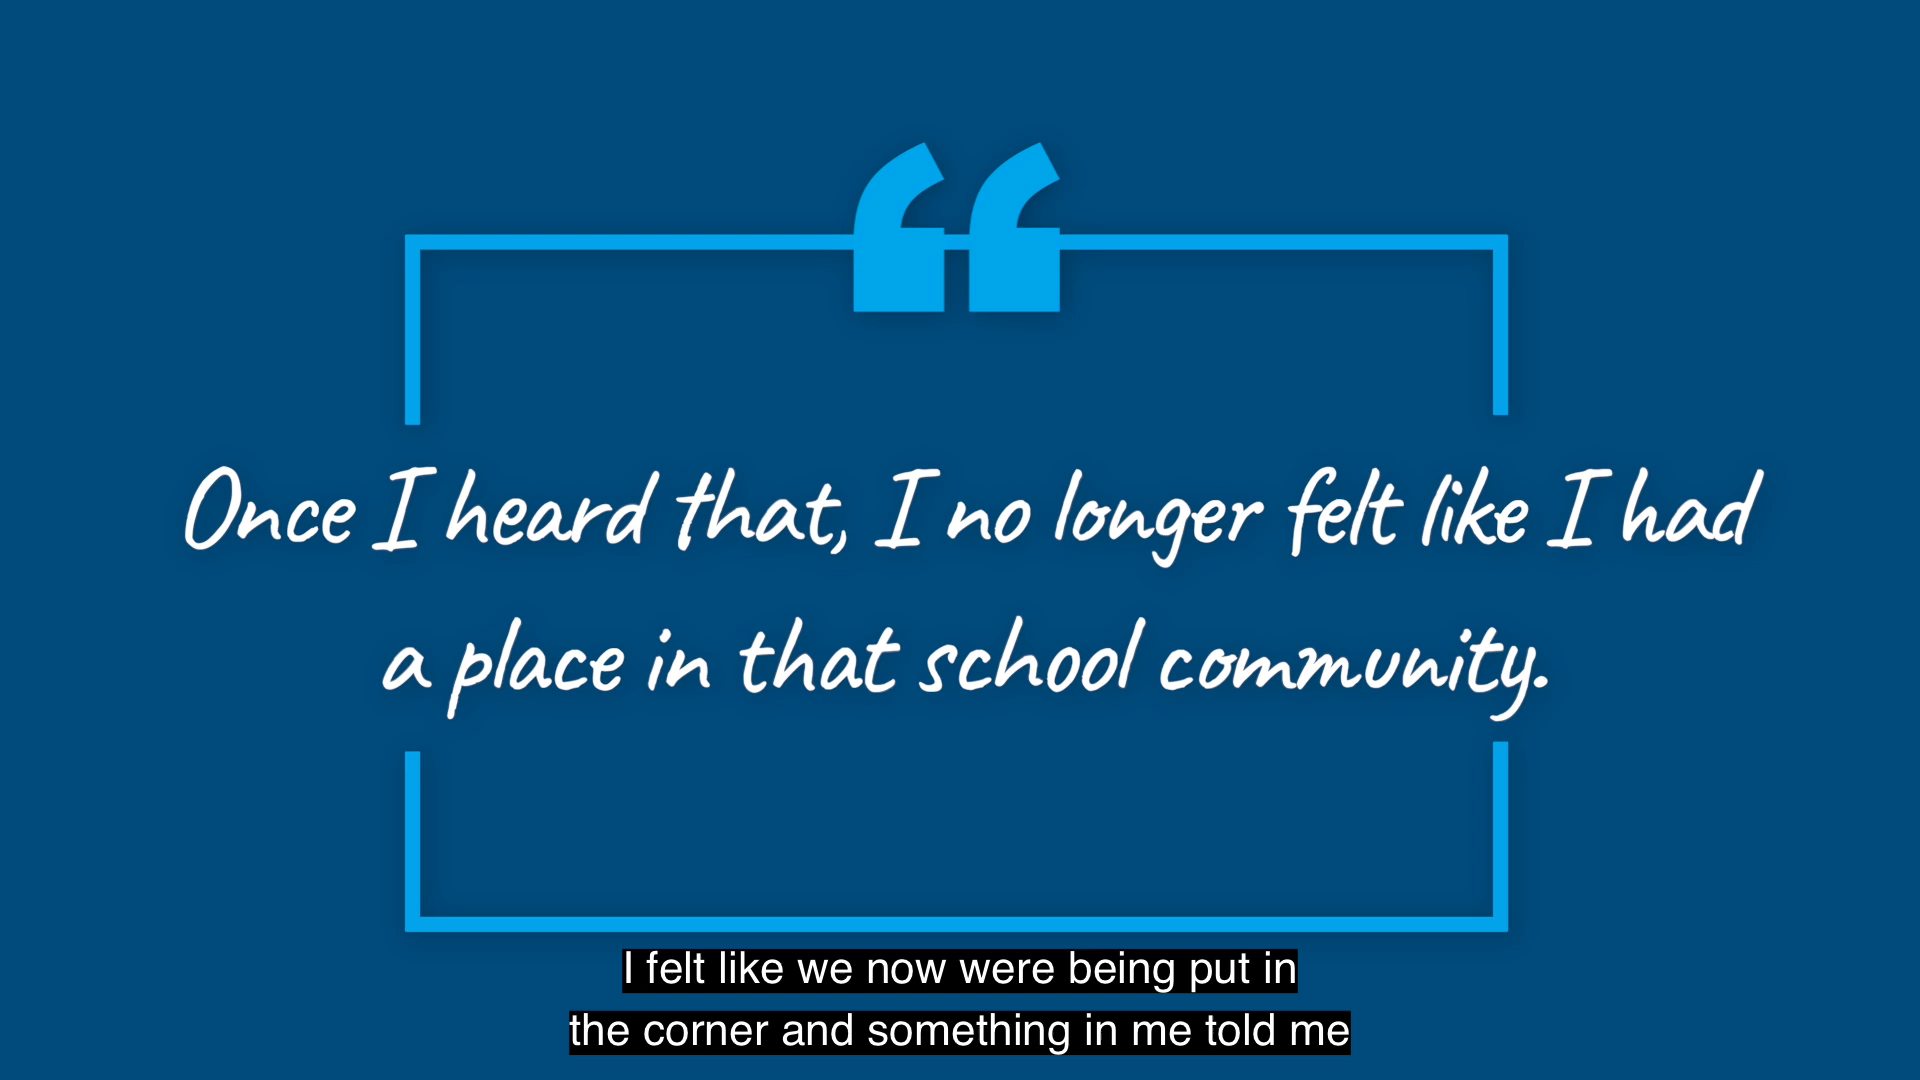 Once I heard that, I no longer felt like I had
a place in that school community.
I felt like we now were being put in
the corner and something in me told me